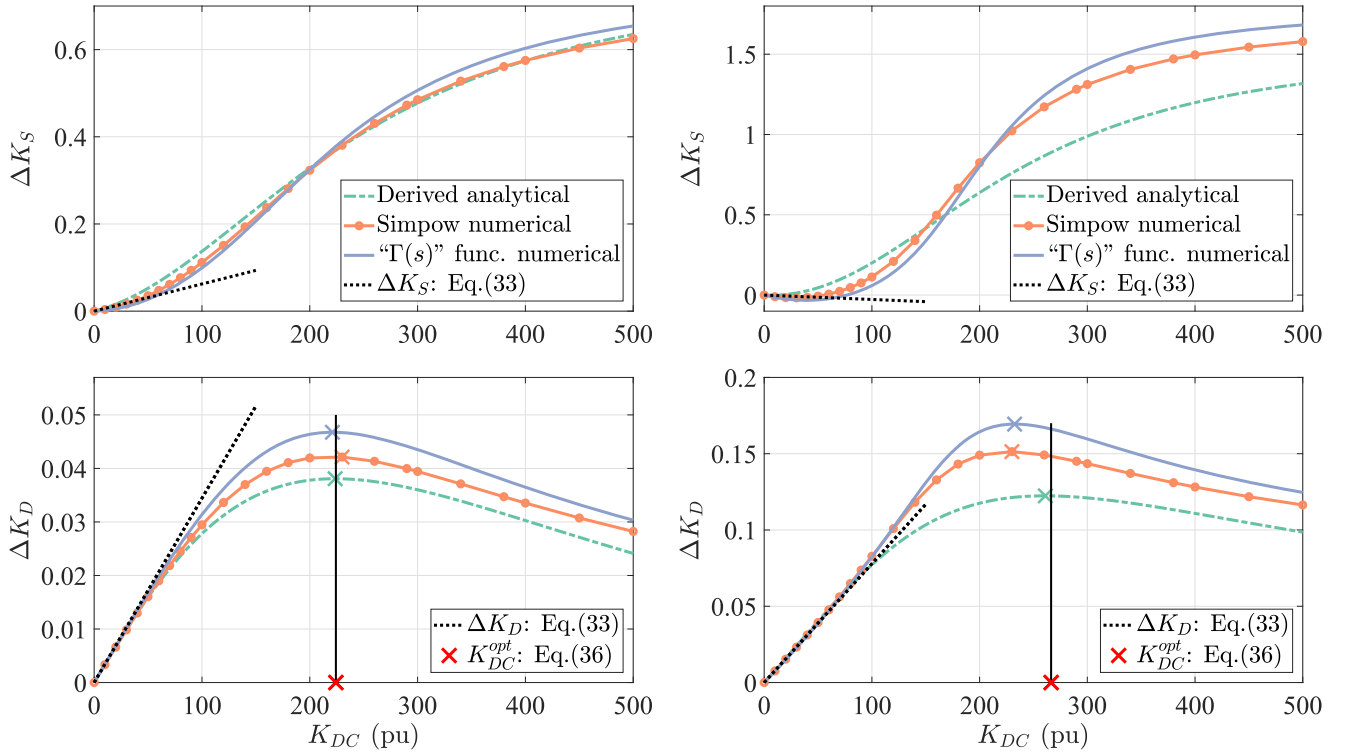 0.6
0.4
0.2
0
ΔK_S
0 100 200 300 400 500
Derived analytical
Simpow numerical
“Γ(s)” func. numerical
ΔK_S: Eq.(33)
1.5
1
0.5
0
ΔK_S
0 100 200 300 400 500
Derived analytical
Simpow numerical
“Γ(s)” func. numerical
ΔK_S: Eq.(33)
0.05
0.04
0.03
0.02
0.01
0
ΔK_D
0 100 200 300 400 500
K_DC (pu)
ΔK_D: Eq.(33)
K_DC^opt: Eq.(36)
0.2
0.15
0.1
0.05
0
ΔK_D
0 100 200 300 400 500
K_DC (pu)
ΔK_D: Eq.(33)
K_DC^opt: Eq.(36)